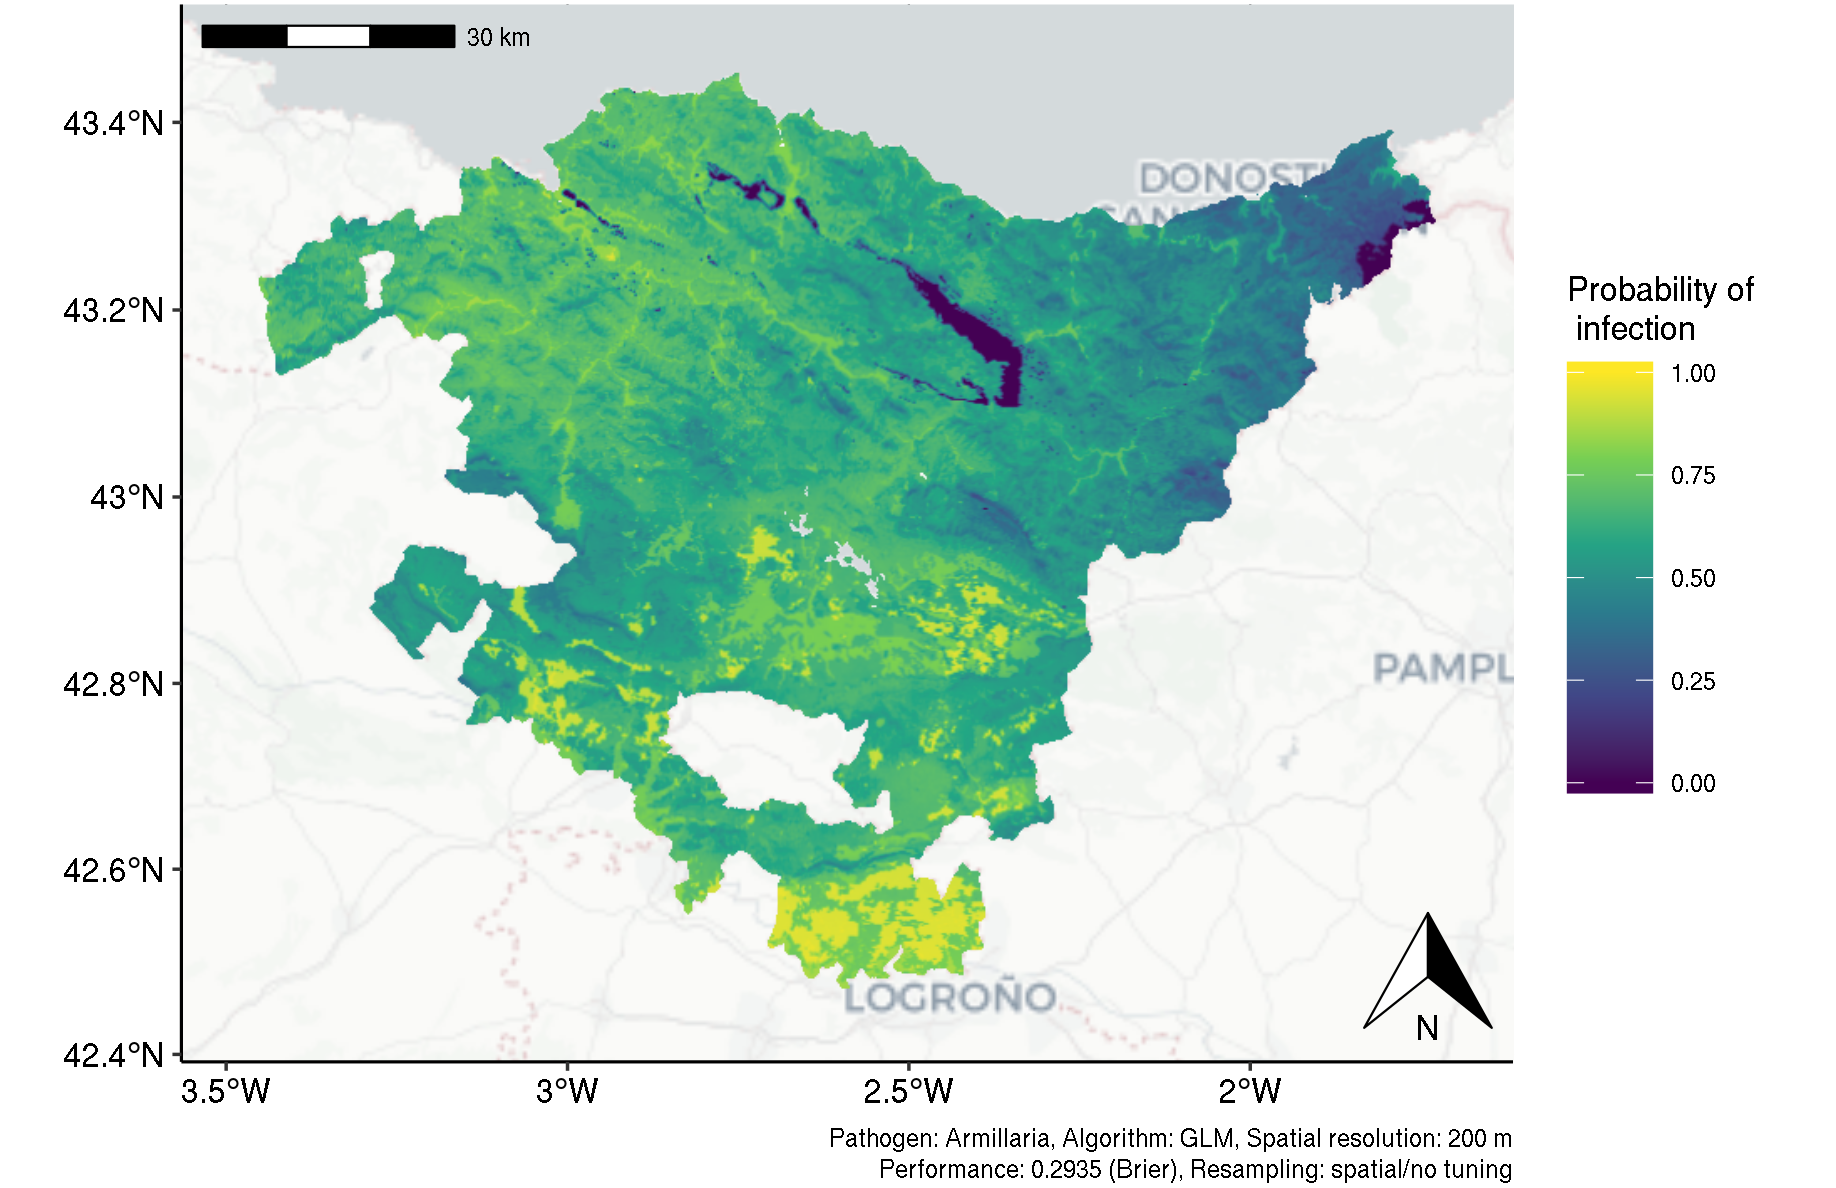 30 km
43.4°N
43.2°N
43°N
42.8°N
42.6°N
42.4°N
3.5°W
3°W
2.5°W
2°W
DONOSTI
SAN
PAMPL
LOGROÑO
N
Probability of
infection
1.00
0.75
0.50
0.25
0.00
Pathogen: Armillaria, Algorithm: GLM, Spatial resolution: 200 m
Performance: 0.2935 (Brier), Resampling: spatial/no tuning